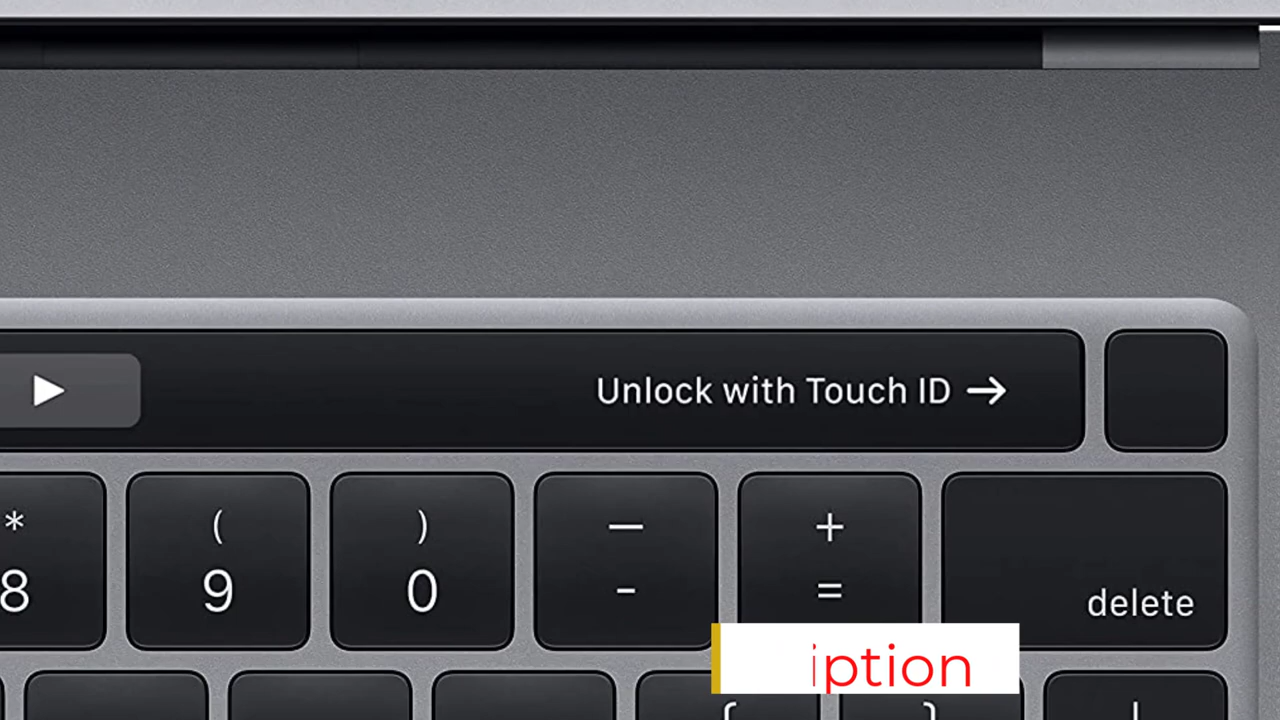 Unlock with Touch ID →
* ( ) — +
8 9 0 - =
delete
iption
{ }